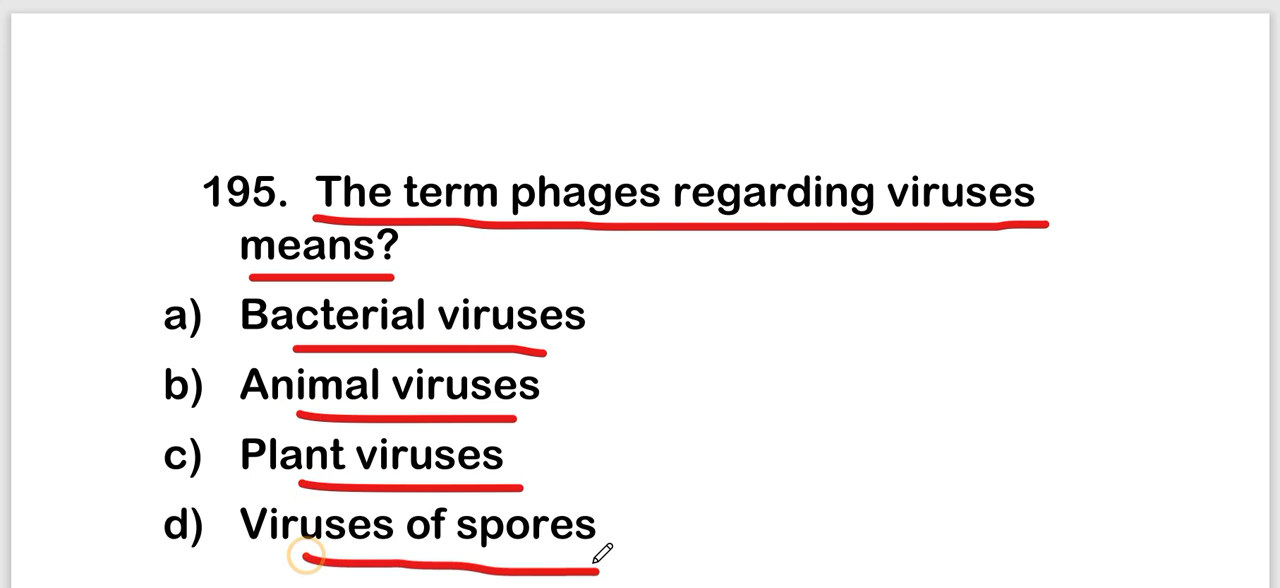 195. The term phages regarding viruses
means?
a) Bacterial viruses
b) Animal viruses
c) Plant viruses
d) Viruses of spores